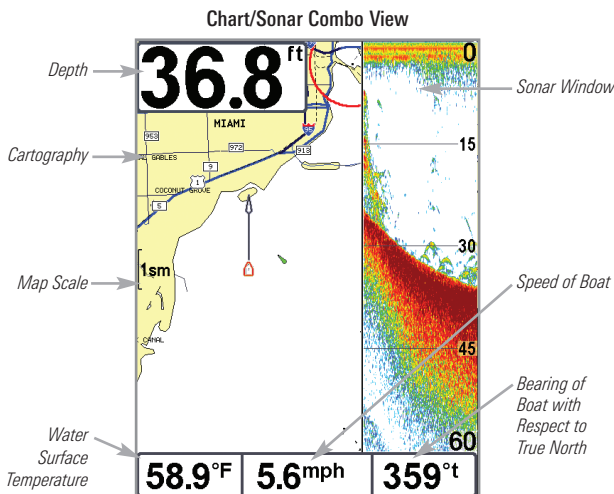 Chart/Sonar Combo View
Depth
36.8 ft
0
Sonar Window
MIAMI
95
953
972
913
15
Cartography
AL GABLES
9
1
COCONUT GROVE
5
30
1sm
Map Scale
Speed of Boat
CANAL
45
Bearing of
Boat with
Respect to
True North
60
Water
Surface
Temperature
58.9°F
5.6mph
359°t